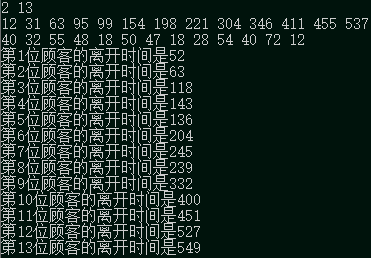 2 13
12 31 63 95 99 154 198 221 304 346 411 455 537
40 32 55 48 18 50 47 18 28 54 40 72 12
第1位顾客的离开时间是52
第2位顾客的离开时间是63
第3位顾客的离开时间是118
第4位顾客的离开时间是143
第5位顾客的离开时间是136
第6位顾客的离开时间是204
第7位顾客的离开时间是245
第8位顾客的离开时间是239
第9位顾客的离开时间是332
第10位顾客的离开时间是400
第11位顾客的离开时间是451
第12位顾客的离开时间是527
第13位顾客的离开时间是549